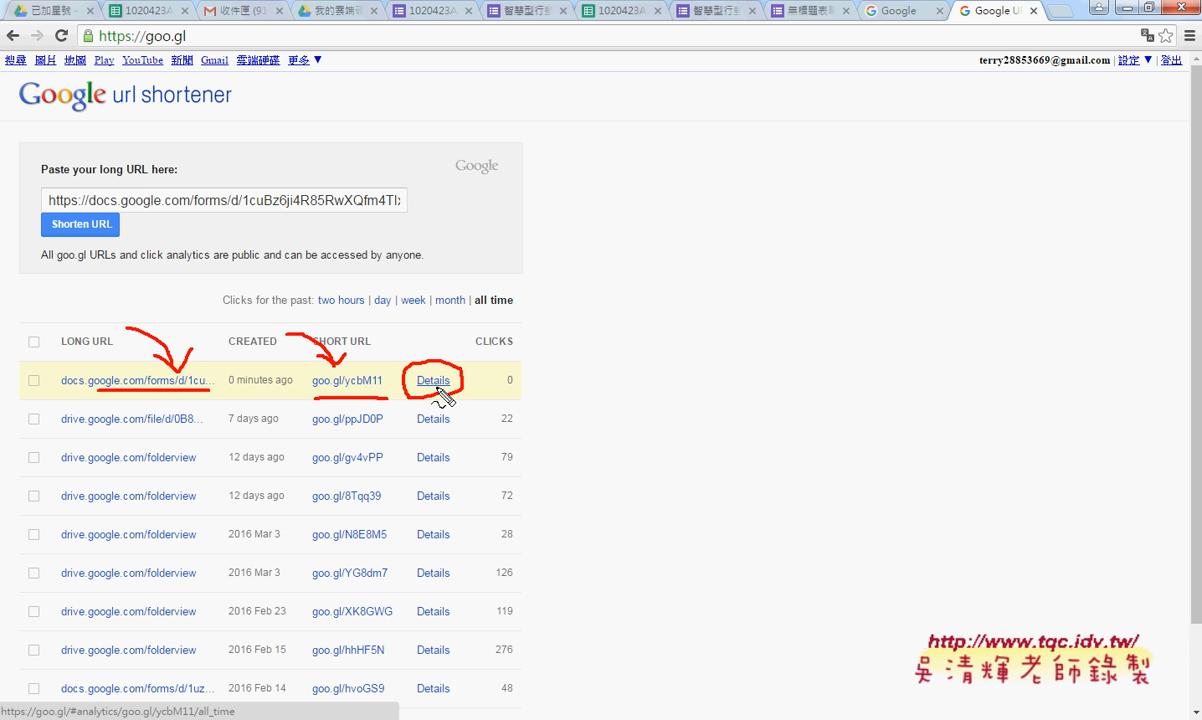 已加星號 -
1020423A
收件匣 (91
我的雲端硬
1020423A
智慧型行動
1020423A
智慧型行動
無標題表單
Google
Google UR
https://goo.gl
搜尋 圖片 地圖 Play YouTube 新聞 Gmail 雲端硬碟 更多 ▼
terry28853669@gmail.com | 設定 ▼ | 登出
Google url shortener
Paste your long URL here:
Google
https://docs.google.com/forms/d/1cuBz6ji4R85RwXQfm4Tlx
Shorten URL
All goo.gl URLs and click analytics are public and can be accessed by anyone.
Clicks for the past: two hours | day | week | month | all time
LONG URL CREATED SHORT URL CLICKS
docs.google.com/forms/d/1cu... 0 minutes ago goo.gl/ycbM11 Details 0
drive.google.com/file/d/0B8... 7 days ago goo.gl/ppJD0P Details 22
drive.google.com/folderview 12 days ago goo.gl/gv4vPP Details 79
drive.google.com/folderview 12 days ago goo.gl/8Tqq39 Details 72
drive.google.com/folderview 2016 Mar 3 goo.gl/N8E8M5 Details 28
drive.google.com/folderview 2016 Mar 3 goo.gl/YG8dm7 Details 126
drive.google.com/folderview 2016 Feb 23 goo.gl/XK8GWG Details 119
drive.google.com/folderview 2016 Feb 15 goo.gl/hhHF5N Details 276
docs.google.com/forms/d/1uz... 2016 Feb 14 goo.gl/hvoGS9 Details 48
http://www.tqc.idv.tw/
吳清輝老師錄製
https://goo.gl/#analytics/goo.gl/ycbM11/all_time